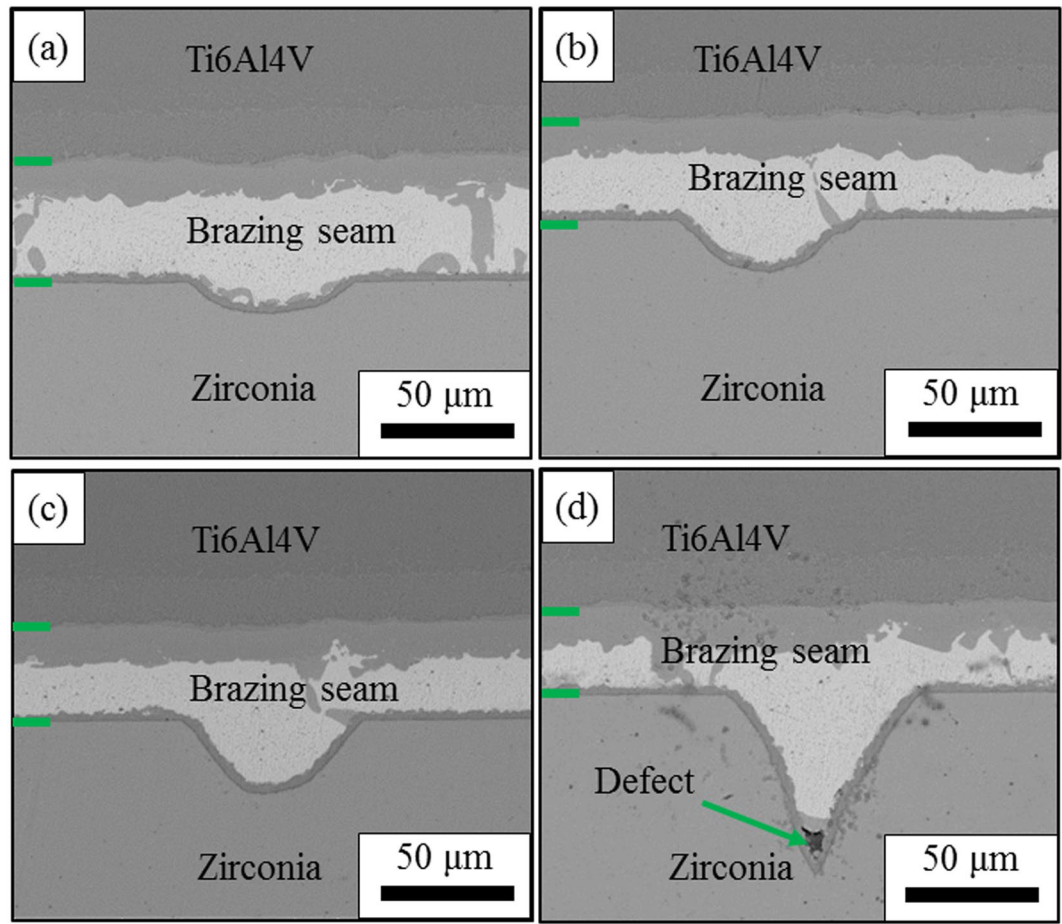 (a)
Ti6Al4V
Brazing seam
Zirconia
50 μm
(b)
Ti6Al4V
Brazing seam
Zirconia
50 μm
(c)
Ti6Al4V
Brazing seam
Zirconia
50 μm
(d)
Ti6Al4V
Brazing seam
Defect
Zirconia
50 μm